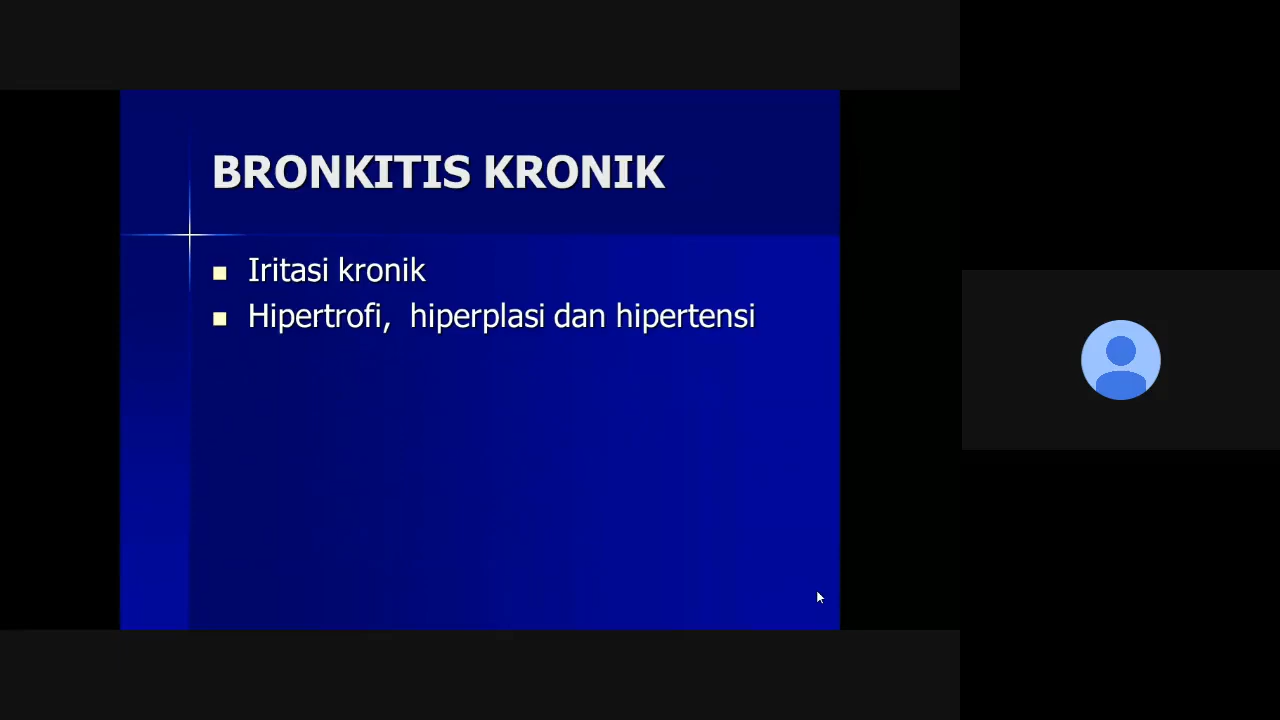 BRONKITIS KRONIK
Iritasi kronik
Hipertrofi, hiperplasi dan hipertensi